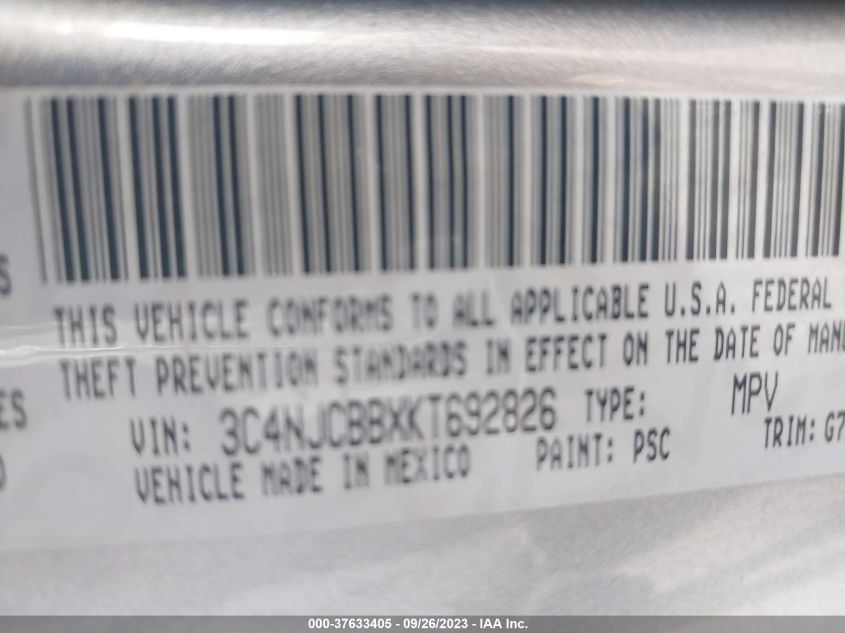 S
THIS VEHICLE CONFORMS TO ALL APPLICABLE U.S.A. FEDERAL
THEFT PREVENTION STANDARDS IN EFFECT ON THE DATE OF MANU
ES
VIN: 3C4NJCBBXKT692826 TYPE: MPV
VEHICLE MADE IN MEXICO PAINT: PSC TRIM: G7
000-37633405 - 09/26/2023 - IAA Inc.